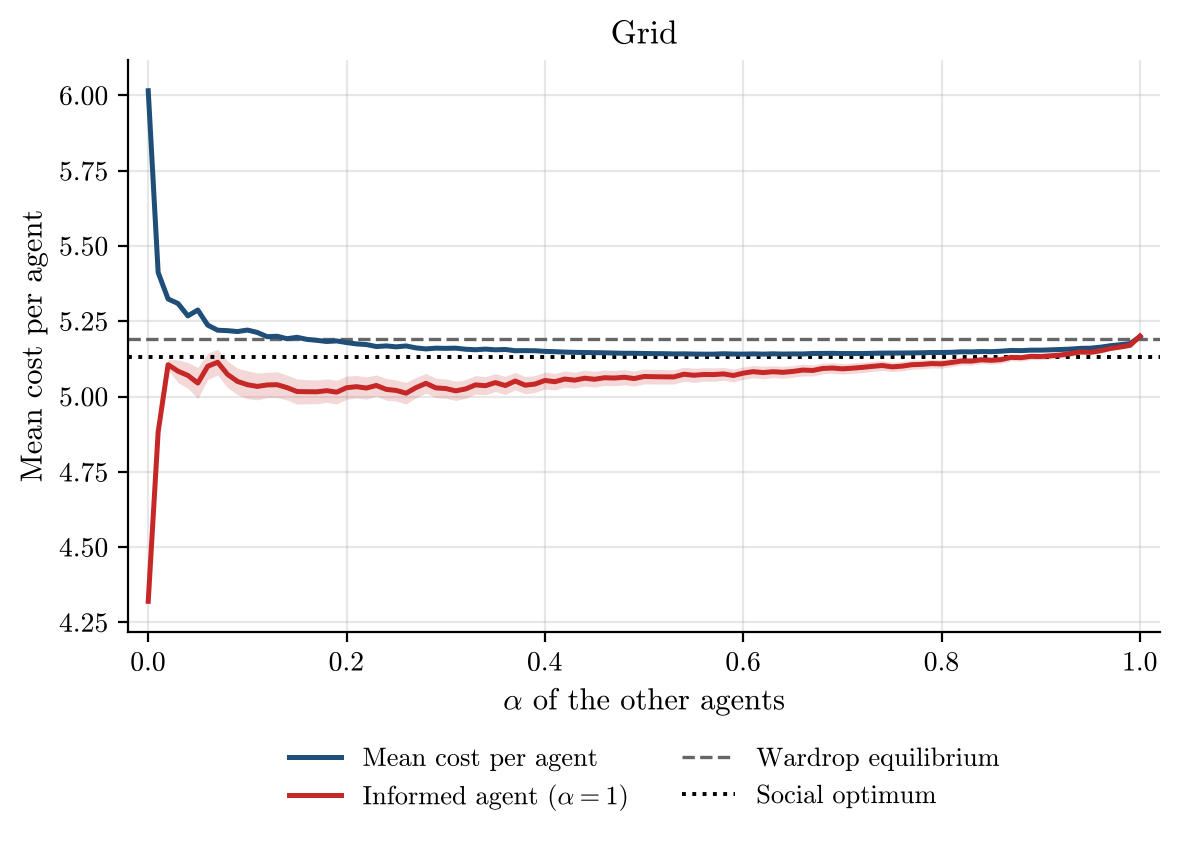 Grid
Mean cost per agent
6.00
5.75
5.50
5.25
5.00
4.75
4.50
4.25
0.0 0.2 0.4 0.6 0.8 1.0
α of the other agents
Mean cost per agent
Informed agent (α = 1)
Wardrop equilibrium
Social optimum